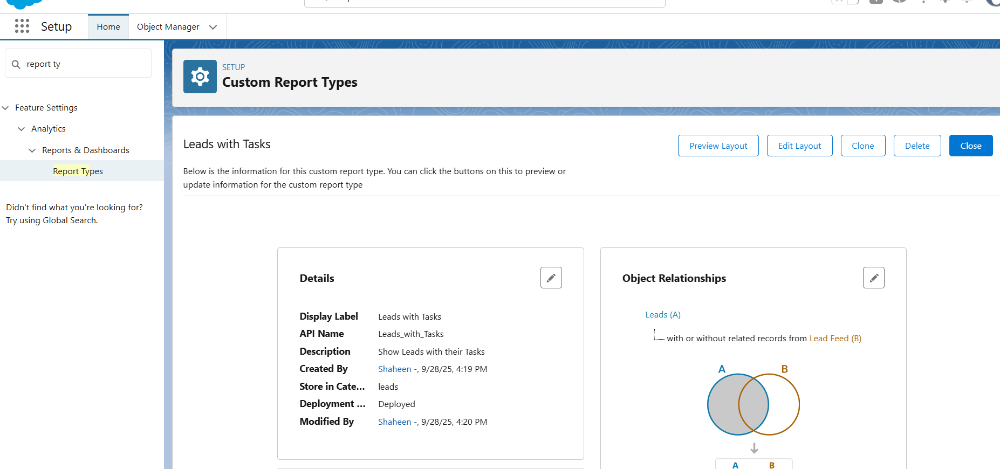 Setup
Home
Object Manager
report ty
Feature Settings
Analytics
Reports & Dashboards
Report Types
Didn't find what you're looking for?
Try using Global Search.
SETUP
Custom Report Types
Leads with Tasks
Preview Layout
Edit Layout
Clone
Delete
Close
Below is the information for this custom report type. You can click the buttons on this to preview or
update information for the custom report type
Details
Display Label Leads with Tasks
API Name Leads_with_Tasks
Description Show Leads with their Tasks
Created By Shaheen -, 9/28/25, 4:19 PM
Store in Cate... leads
Deployment ... Deployed
Modified By Shaheen -, 9/28/25, 4:20 PM
Object Relationships
Leads (A)
with or without related records from Lead Feed (B)
A B
A B